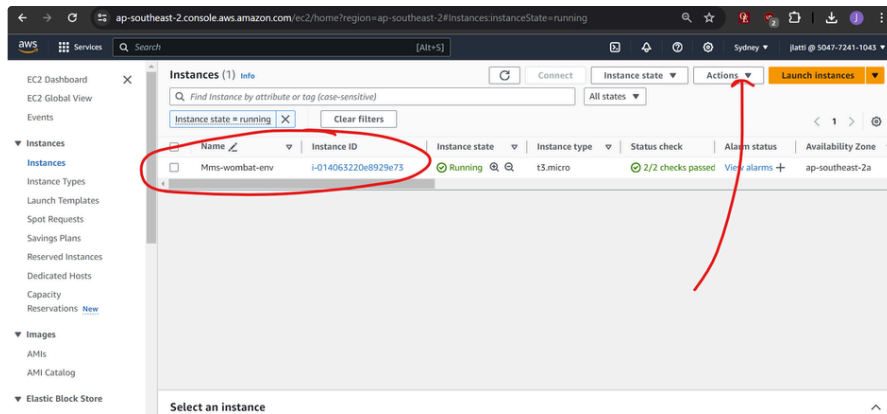 ap-southeast-2.console.aws.amazon.com/ec2/home?region=ap-southeast-2#Instances:instanceState=running
2
J
aws
Services
Search
[Alt+S]
Sydney
jlatti @ 5047-7241-1043
EC2 Dashboard
EC2 Global View
Events
Instances
Instances
Instance Types
Launch Templates
Spot Requests
Savings Plans
Reserved Instances
Dedicated Hosts
Capacity
Reservations New
Images
AMIs
AMI Catalog
Elastic Block Store
Instances (1) Info
Connect
Instance state
Actions
Launch instances
Find Instance by attribute or tag (case-sensitive)
All states
Instance state = running
Clear filters
1
Name Instance ID Instance state Instance type Status check Alarm status Availability Zone
Mms-wombat-env i-014063220e8929e73 Running t3.micro 2/2 checks passed View alarms + ap-southeast-2a
Select an instance